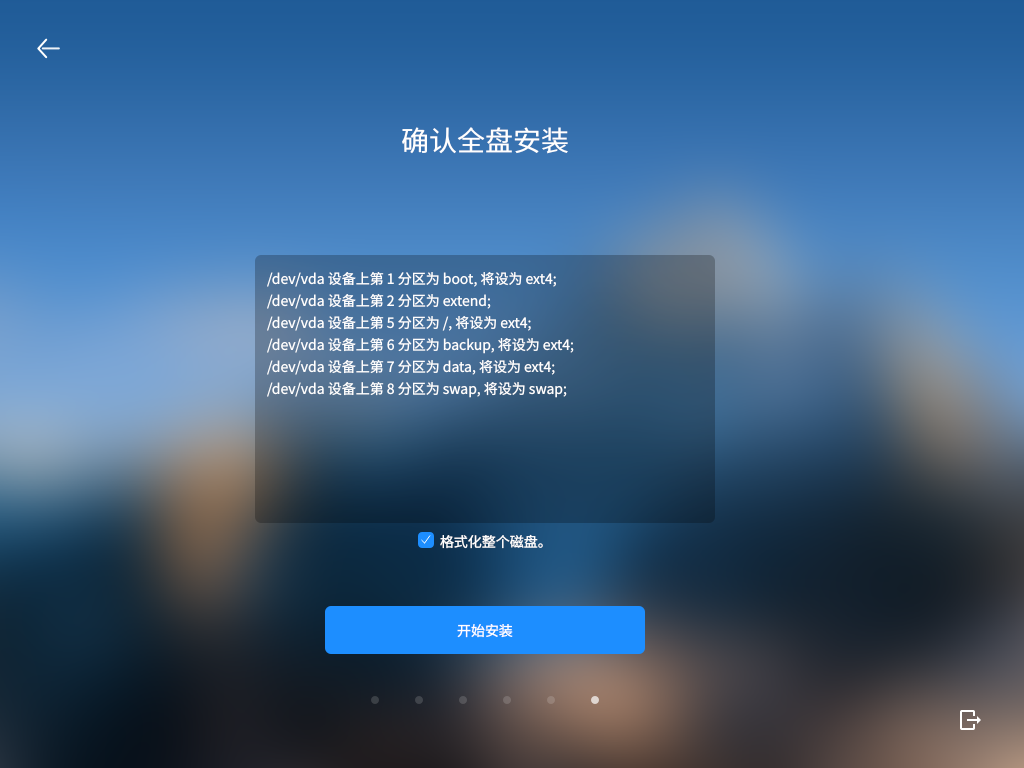 确认全盘安装
/dev/vda 设备上第 1 分区为 boot, 将设为 ext4;
/dev/vda 设备上第 2 分区为 extend;
/dev/vda 设备上第 5 分区为 /, 将设为 ext4;
/dev/vda 设备上第 6 分区为 backup, 将设为 ext4;
/dev/vda 设备上第 7 分区为 data, 将设为 ext4;
/dev/vda 设备上第 8 分区为 swap, 将设为 swap;
格式化整个磁盘。
开始安装